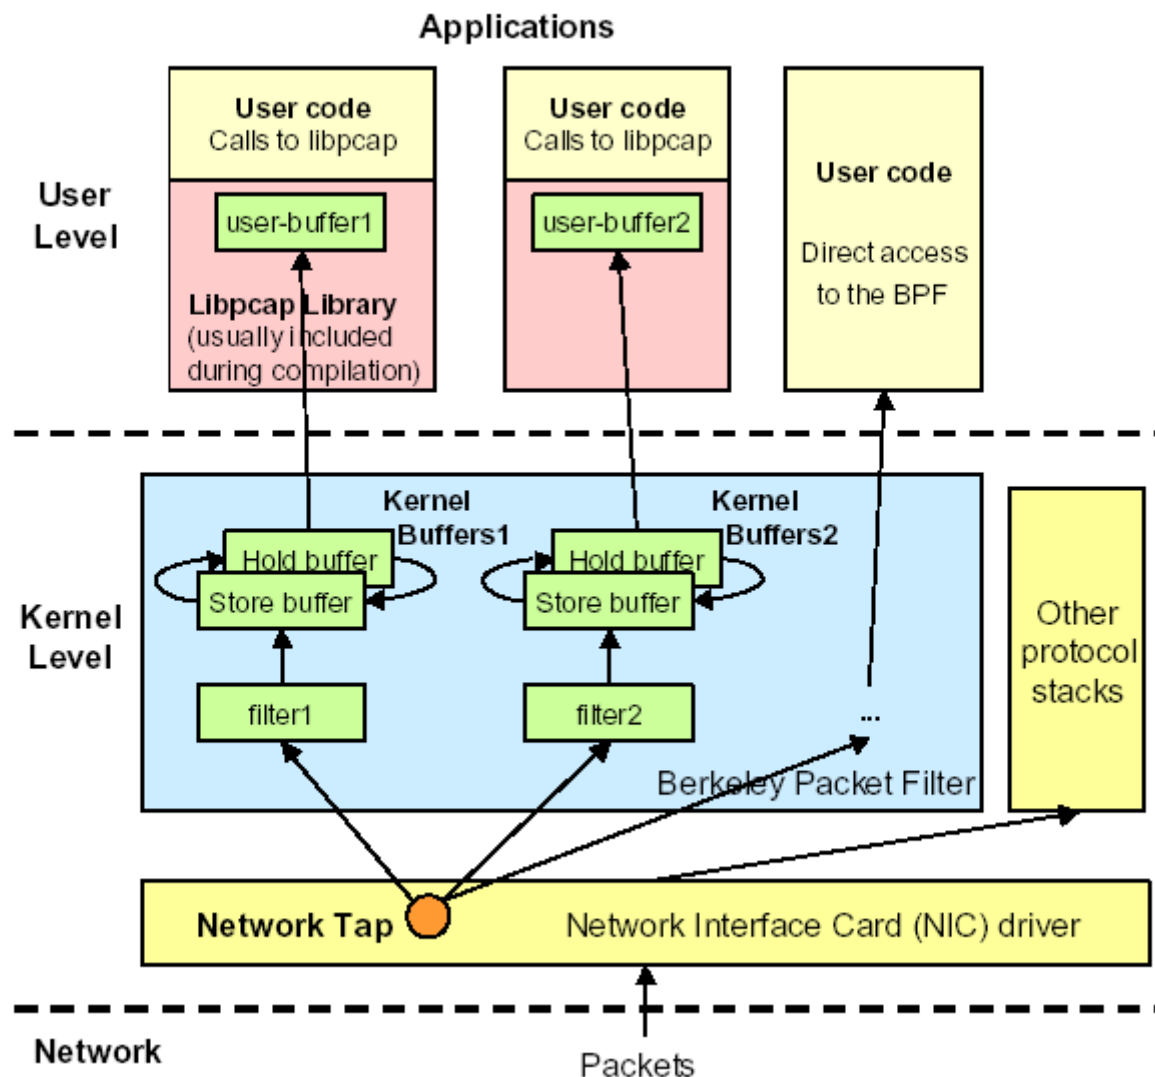 Applications
User code
Calls to libpcap
user-buffer1
Libpcap Library
(usually included
during compilation)
User code
Calls to libpcap
user-buffer2
User code
Direct access
to the BPF
User
Level
Kernel
Buffers1
Hold buffer
Store buffer
filter1
Kernel
Buffers2
Hold buffer
Store buffer
filter2
...
Berkeley Packet Filter
Other
protocol
stacks
Kernel
Level
Network Tap
Network Interface Card (NIC) driver
Network
Packets